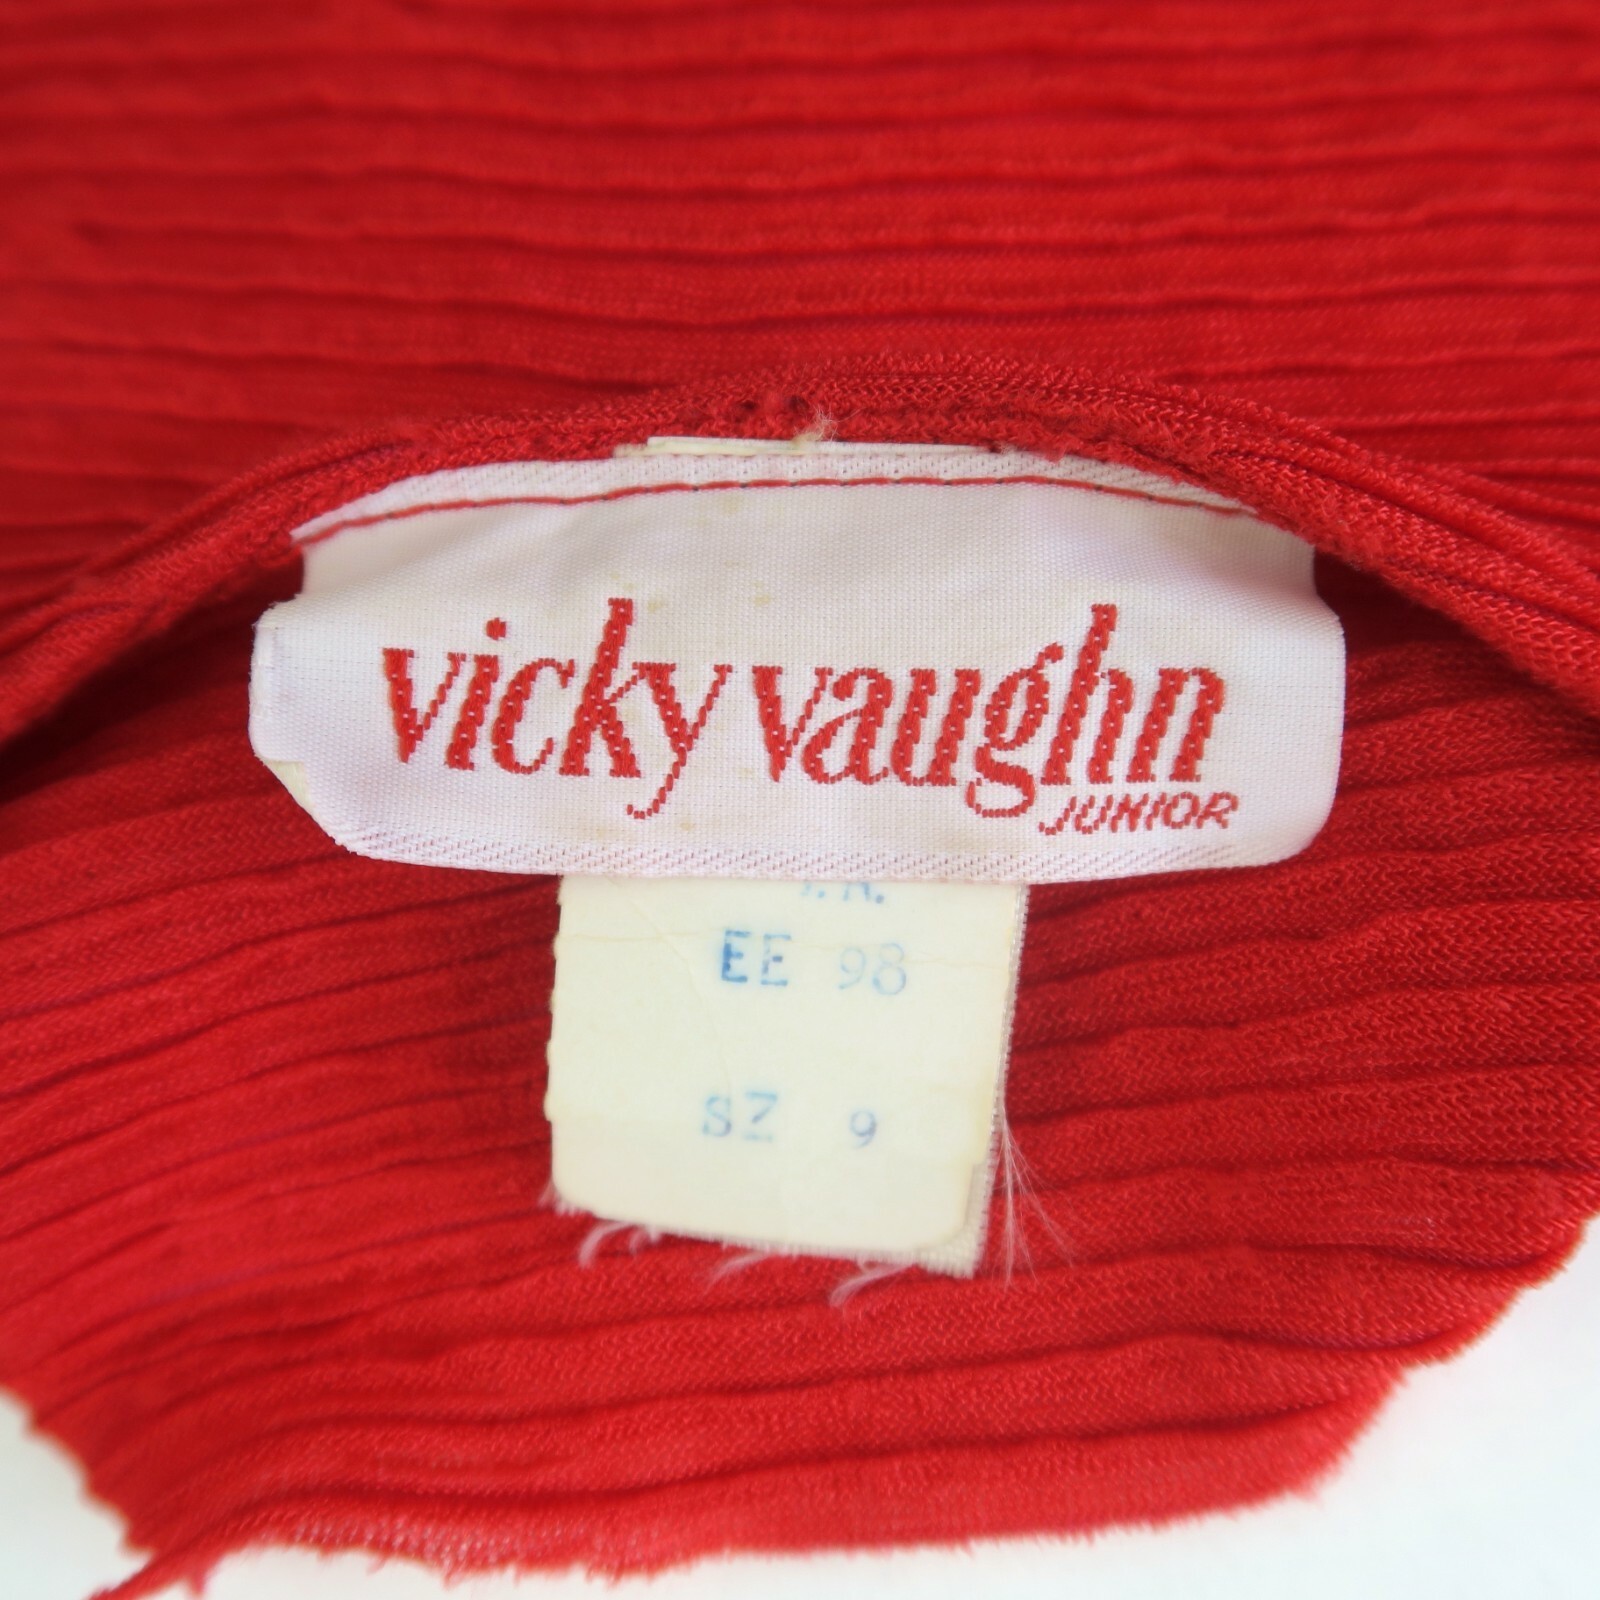 vicky vaughn
JUNIOR
EE 98
SZ 9